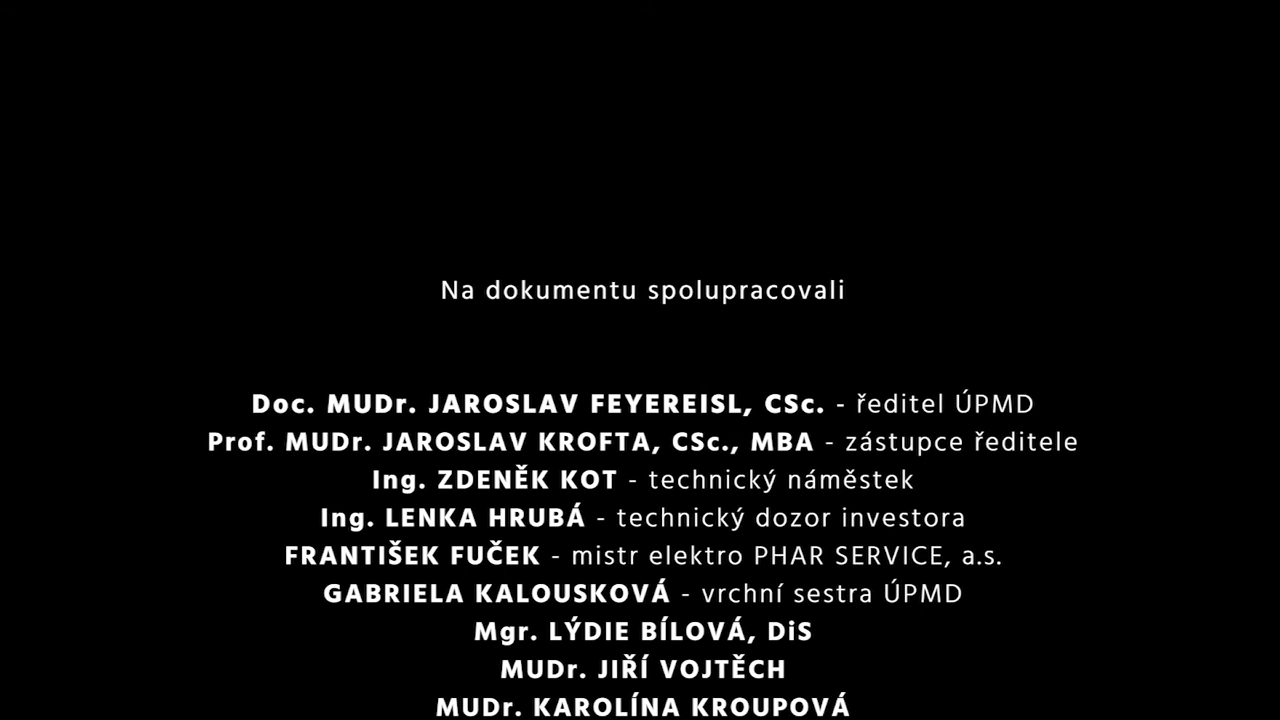 Na dokumentu spolupracovali
Doc. MUDr. JAROSLAV FEYEREISL, CSc. - ředitel ÚPMD
Prof. MUDr. JAROSLAV KROFTA, CSc., MBA - zástupce ředitele
Ing. ZDENĚK KOT - technický náměstek
Ing. LENKA HRUBÁ - technický dozor investora
FRANTIŠEK FUČEK - mistr elektro PHAR SERVICE, a.s.
GABRIELA KALOUSKOVÁ - vrchní sestra ÚPMD
Mgr. LÝDIE BÍLOVÁ, DiS
MUDr. JIŘÍ VOJTĚCH
MUDr. KAROLÍNA KROUPOVÁ